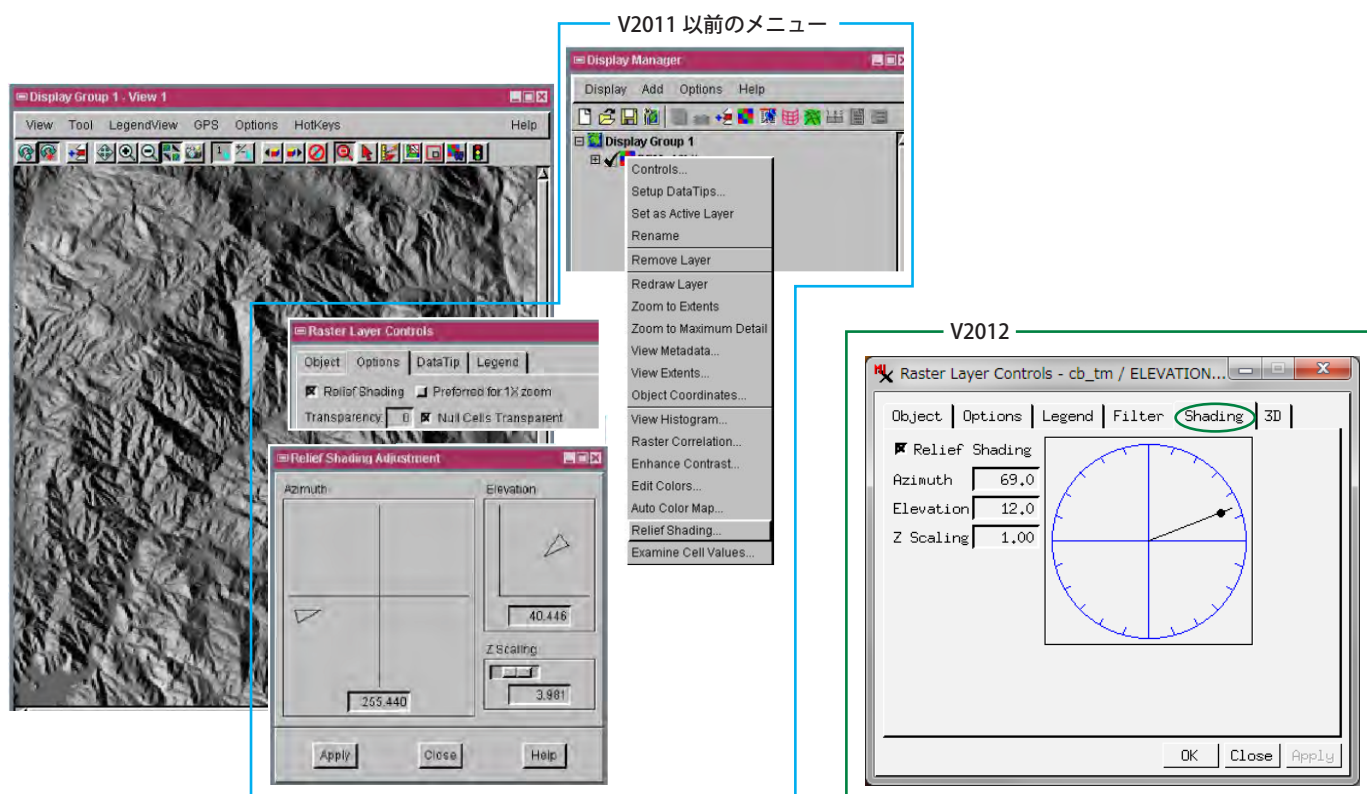 V2011 以前のメニュー
Display Group 1 - View 1
View Tool LegendView GPS Options HotKeys Help
Display Manager
Display Add Options Help
Display Group 1
Controls...
Setup DataTips...
Set as Active Layer
Rename
Remove Layer
Redraw Layer
Zoom to Extents
Zoom to Maximum Detail
View Metadata...
View Extents...
Object Coordinates...
View Histogram...
Raster Correlation...
Enhance Contrast...
Edit Colors...
Auto Color Map...
Relief Shading...
Examine Cell Values...
Raster Layer Controls
Object Options DataTip Legend
Relief Shading Preferred for 1X zoom
Transparency 0 Null Cells Transparent
Relief Shading Adjustment
Azimuth
Elevation
40.446
Z Scaling
3.981
255.440
Apply Close Help
V2012
Raster Layer Controls - cb_tm / ELEVATION...
Object Options Legend Filter Shading 3D
Relief Shading
Azimuth 69.0
Elevation 12.0
Z Scaling 1.00
OK Close Apply